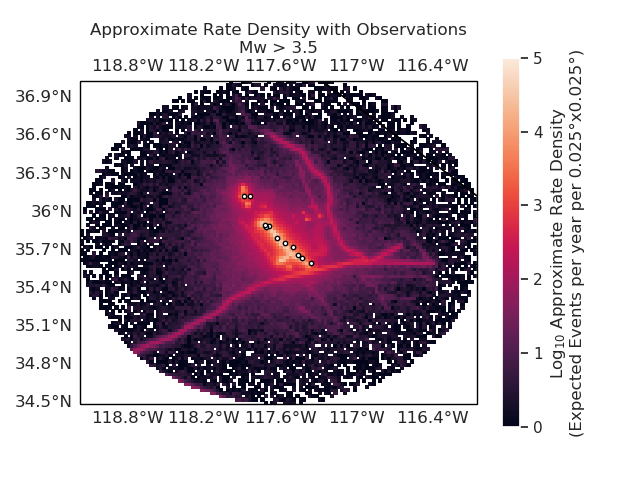 Approximate Rate Density with Observations
Mw > 3.5
118.8°W 118.2°W 117.6°W 117°W 116.4°W
36.9°N
36.6°N
36.3°N
36°N
35.7°N
35.4°N
35.1°N
34.8°N
34.5°N
118.8°W 118.2°W 117.6°W 117°W 116.4°W
5
4
3
2
1
0
Log₁₀ Approximate Rate Density
(Expected Events per year per 0.025°x0.025°)